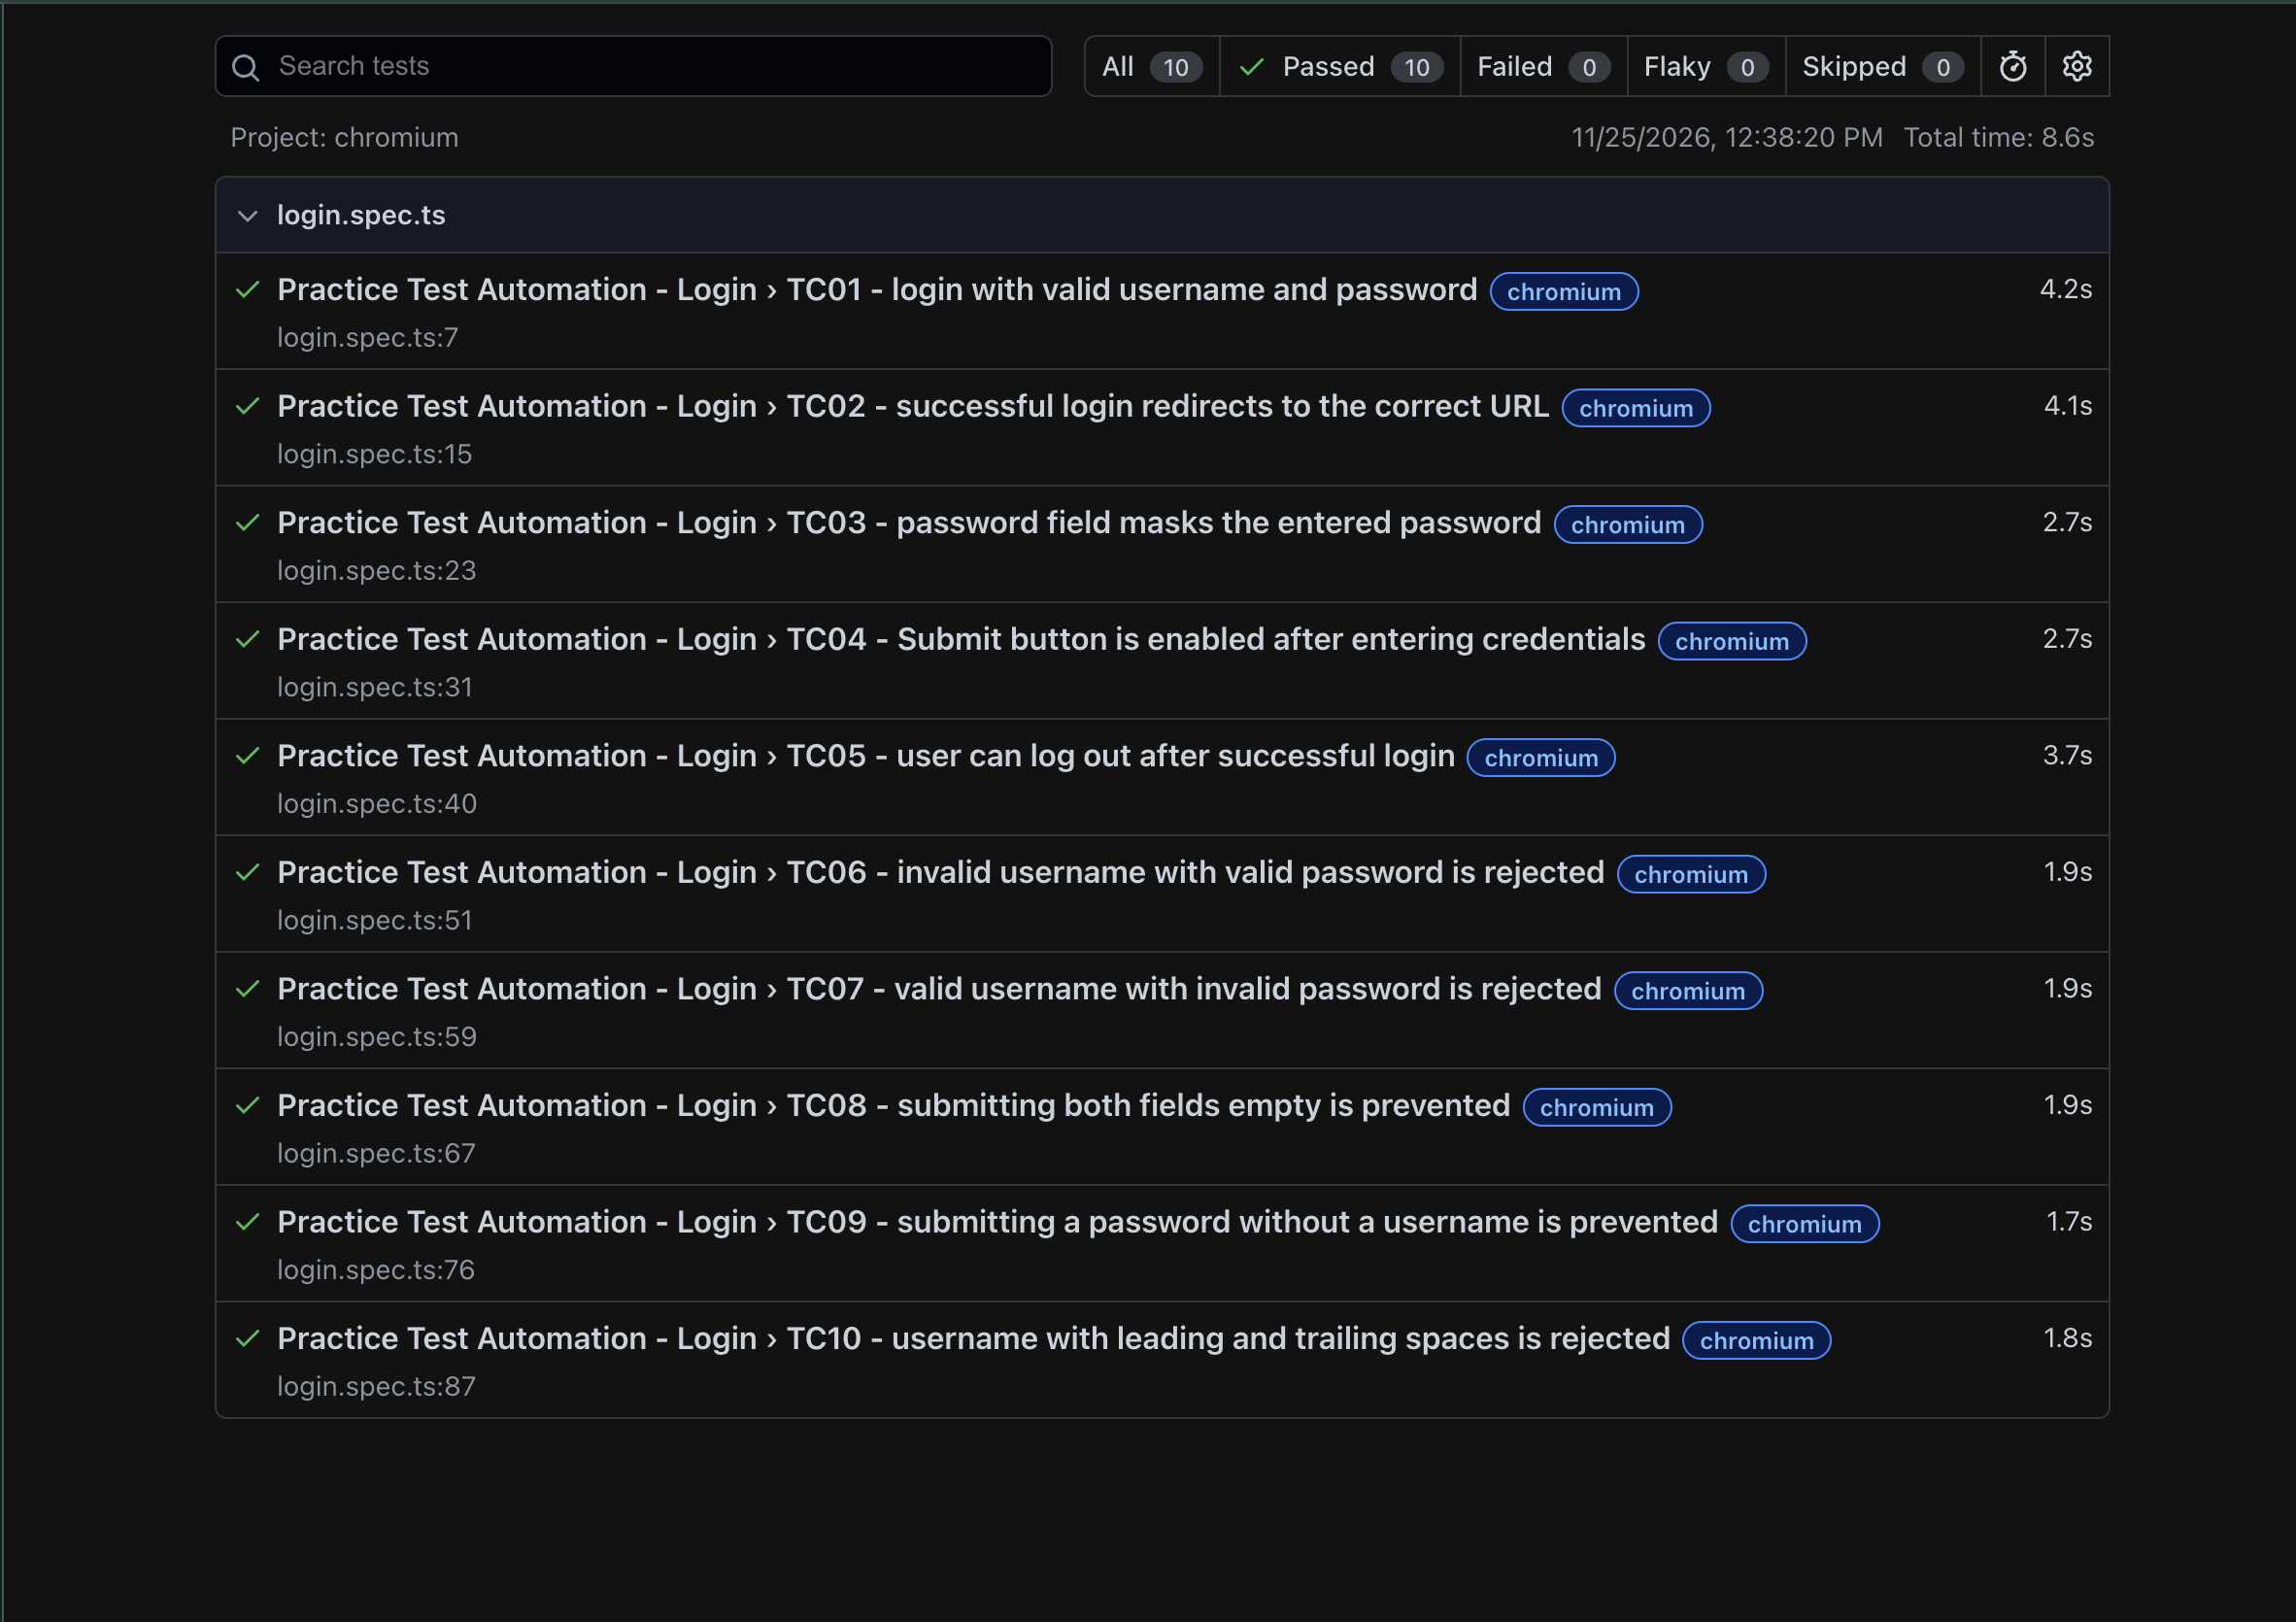 Search tests
All 10 Passed 10 Failed 0 Flaky 0 Skipped 0
Project: chromium
11/25/2026, 12:38:20 PM Total time: 8.6s
login.spec.ts
Practice Test Automation - Login › TC01 - login with valid username and password chromium 4.2s
login.spec.ts:7
Practice Test Automation - Login › TC02 - successful login redirects to the correct URL chromium 4.1s
login.spec.ts:15
Practice Test Automation - Login › TC03 - password field masks the entered password chromium 2.7s
login.spec.ts:23
Practice Test Automation - Login › TC04 - Submit button is enabled after entering credentials chromium 2.7s
login.spec.ts:31
Practice Test Automation - Login › TC05 - user can log out after successful login chromium 3.7s
login.spec.ts:40
Practice Test Automation - Login › TC06 - invalid username with valid password is rejected chromium 1.9s
login.spec.ts:51
Practice Test Automation - Login › TC07 - valid username with invalid password is rejected chromium 1.9s
login.spec.ts:59
Practice Test Automation - Login › TC08 - submitting both fields empty is prevented chromium 1.9s
login.spec.ts:67
Practice Test Automation - Login › TC09 - submitting a password without a username is prevented chromium 1.7s
login.spec.ts:76
Practice Test Automation - Login › TC10 - username with leading and trailing spaces is rejected chromium 1.8s
login.spec.ts:87